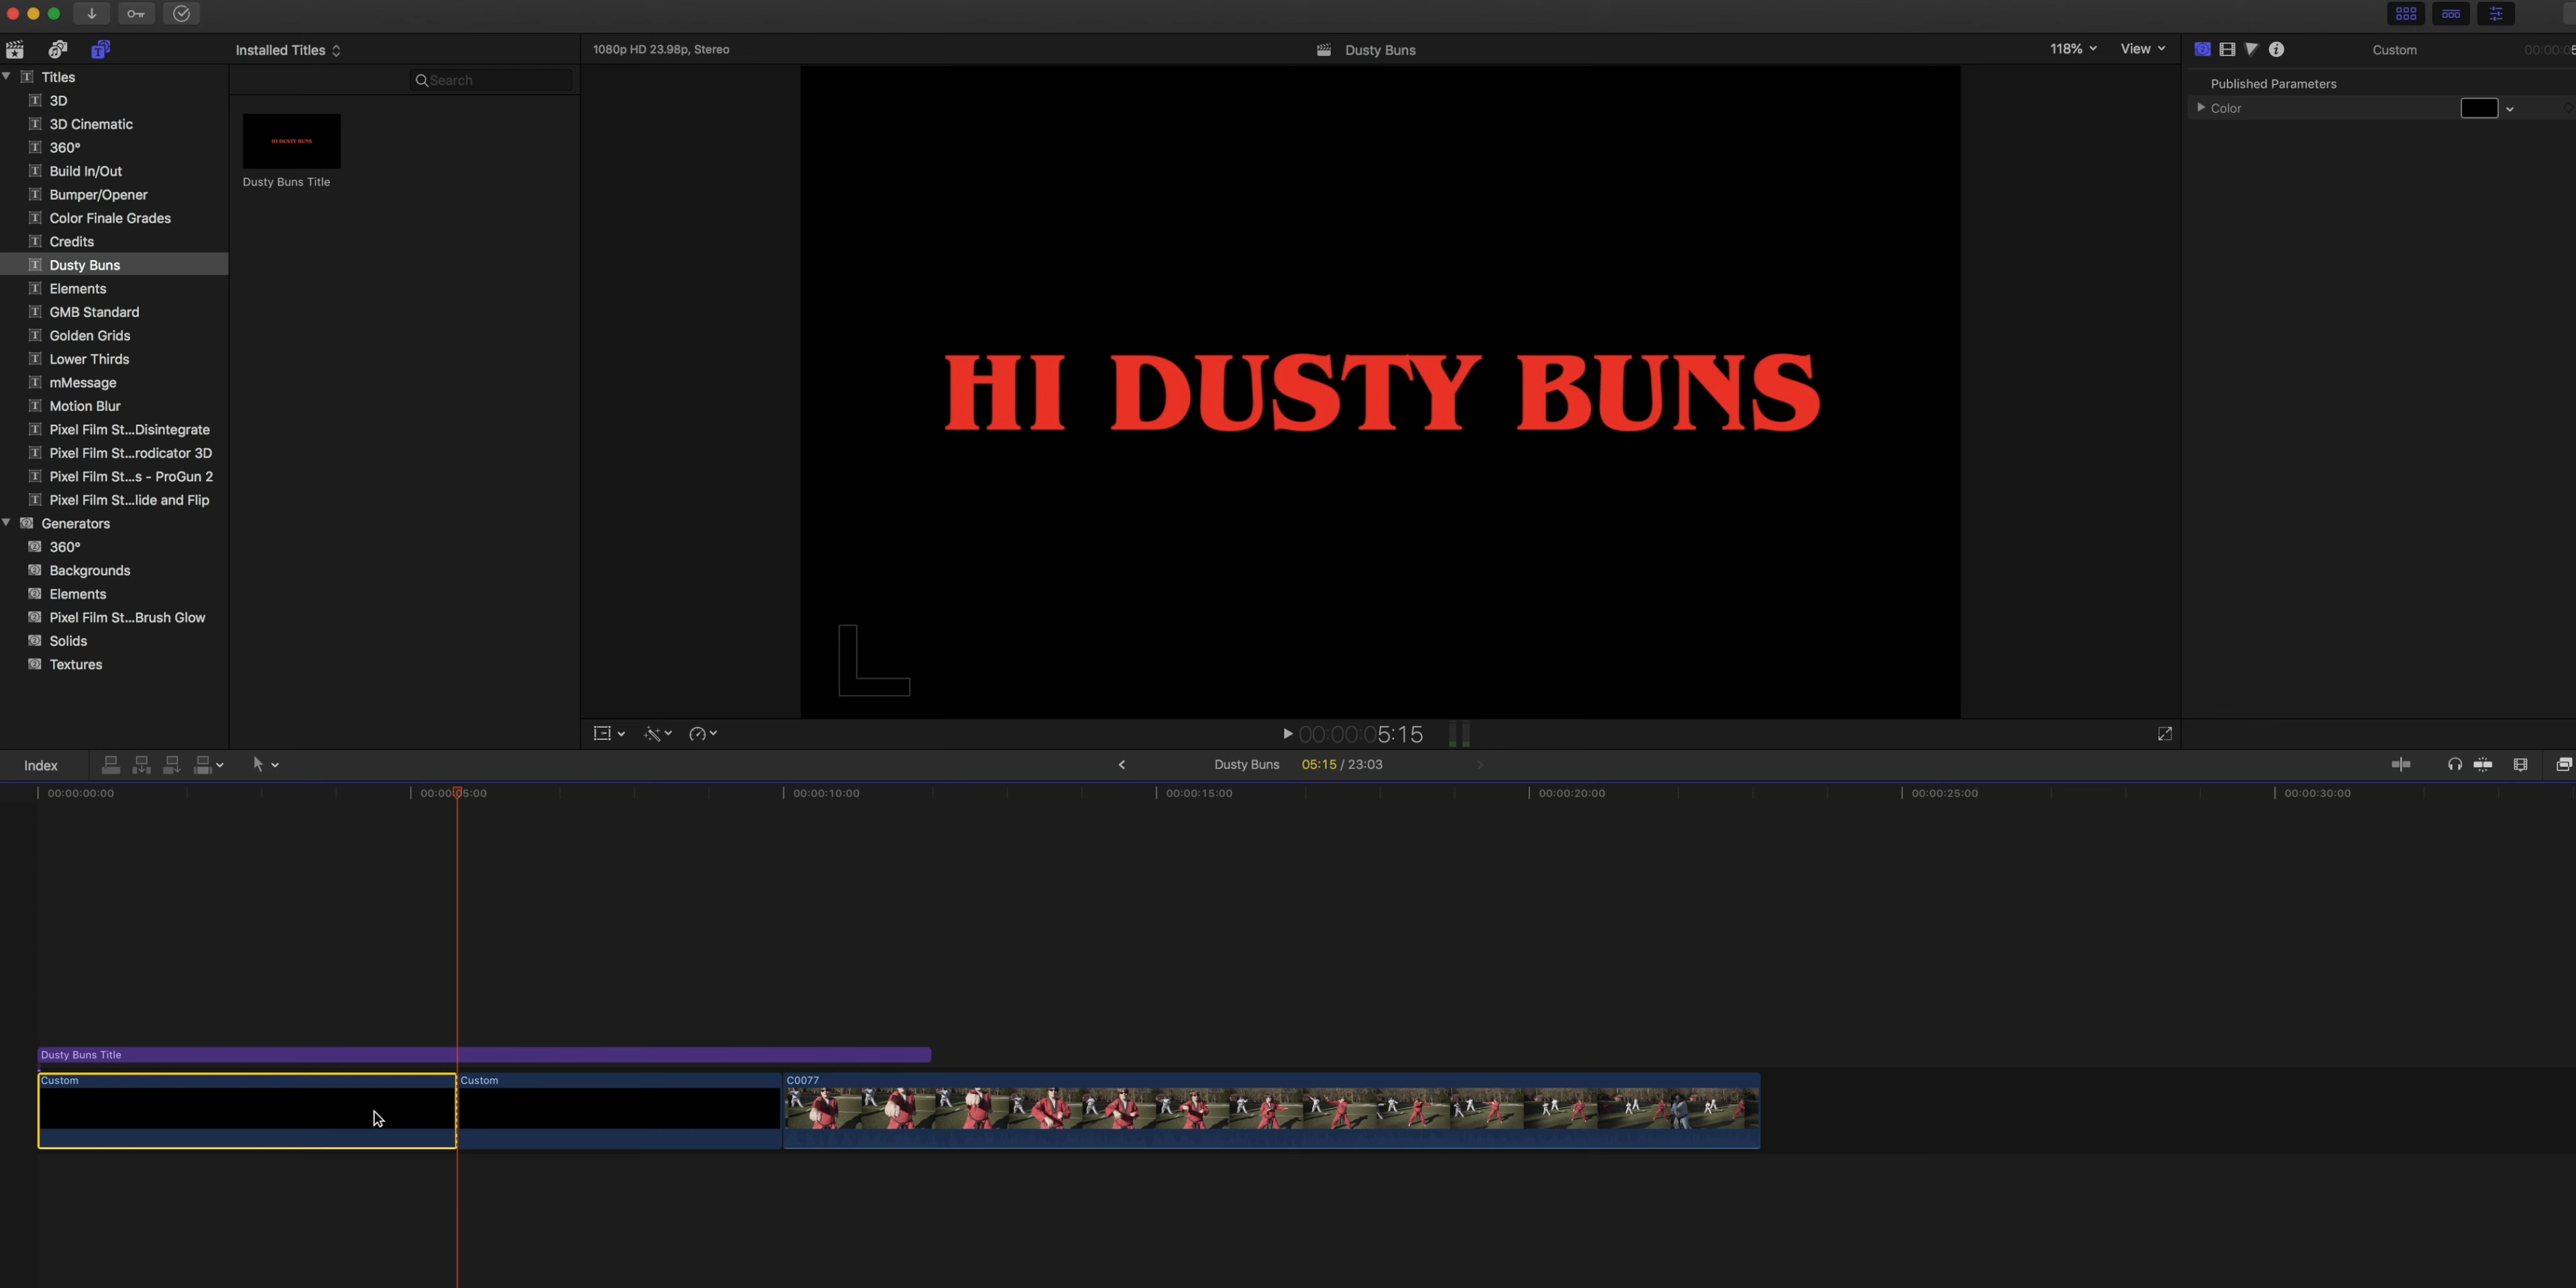 Installed Titles
1080p HD 23.98p, Stereo
Dusty Buns
118%
View
Custom
Titles
Search
Published Parameters
Color
3D
3D Cinematic
360°
Build In/Out
Bumper/Opener
Color Finale Grades
Credits
Dusty Buns
Elements
GMB Standard
Golden Grids
Lower Thirds
mMessage
Motion Blur
Pixel Film St...Disintegrate
Pixel Film St...rodicator 3D
Pixel Film St...s - ProGun 2
Pixel Film St...lide and Flip
Generators
360°
Backgrounds
Elements
Pixel Film St...Brush Glow
Solids
Textures
HI DUSTY BUNS
Dusty Buns Title
HI DUSTY BUNS
00:00:05:15
Index
Dusty Buns
05:15 / 23:03
00:00:00:00
00:00:05:00
00:00:10:00
00:00:15:00
00:00:20:00
00:00:25:00
00:00:30:00
Dusty Buns Title
Custom
Custom
C0077